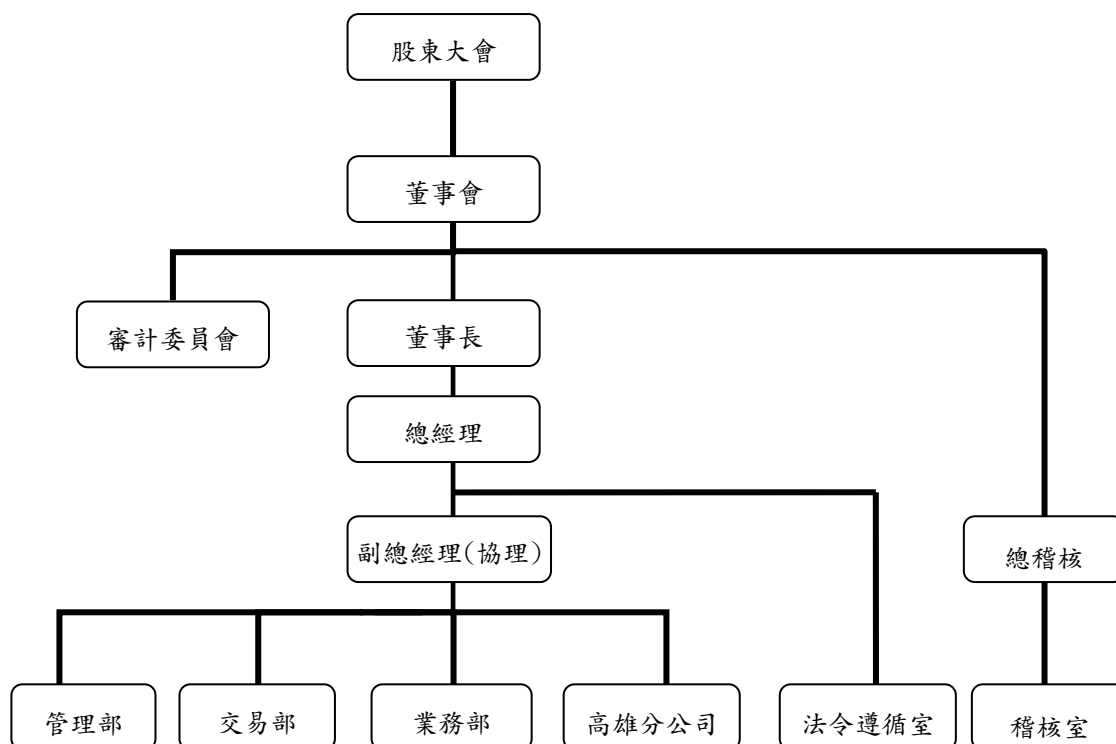 股東大會
董事會
審計委員會
董事長
總經理
副總經理(協理)
總稽核
管理部
交易部
業務部
高雄分公司
法令遵循室
稽核室